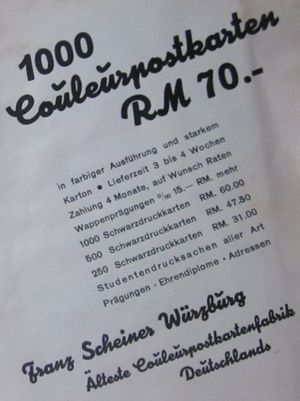 1000
Couleurpostkarten
RM 70.-
in farbiger Ausführung und starkem
Karton • Lieferzeit 3 bis 4 Wochen
Zahlung 4 Monate, auf Wunsch Raten
Wappenprägungen %₀ 15.— RM. mehr
1000 Schwarzdruckkarten RM. 60.00
500 Schwarzdruckkarten RM. 47.50
250 Schwarzdruckkarten RM. 31.00
Studentendrucksachen aller Art
Prägungen · Ehrendiplome · Adressen
Franz Scheiner Würzburg
Älteste Couleurpostkartenfabrik
Deutschlands